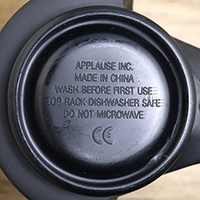 APPLAUSE INC.
MADE IN CHINA
WASH BEFORE FIRST USE
TOP RACK DISHWASHER SAFE
DO NOT MICROWAVE
CE